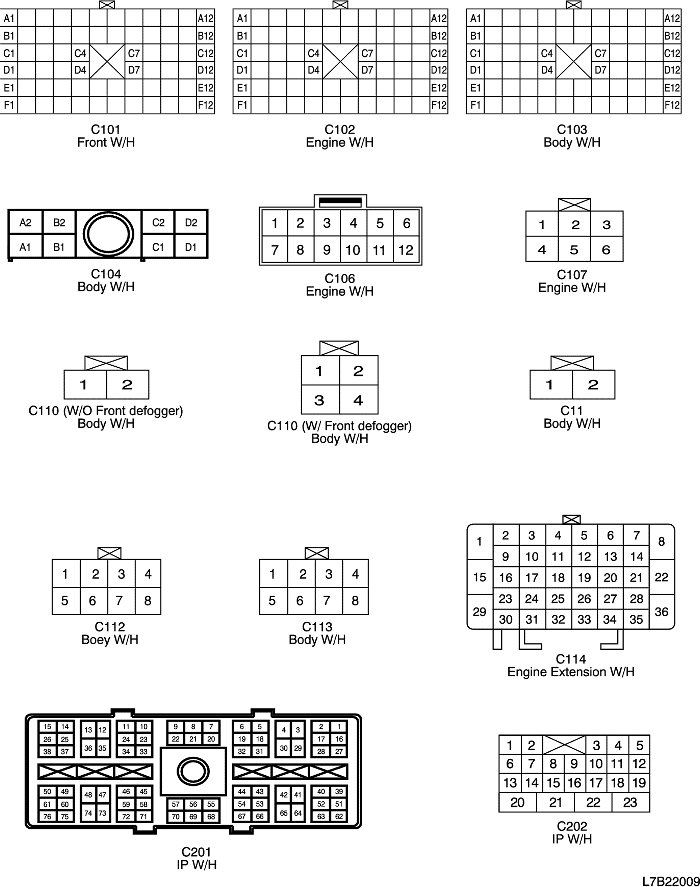 A1 A12 A1 A12 A1 A12
B1 B12 B1 B12 B1 B12
C1 C4 C7 C12 C1 C4 C7 C12 C1 C4 C7 C12
D1 D4 D7 D12 D1 D4 D7 D12 D1 D4 D7 D12
E1 E12 E1 E12 E1 E12
F1 F12 F1 F12 F1 F12
C101 C102 C103
Front W/H Engine W/H Body W/H
A2 B2 C2 D2
A1 B1 C1 D1
C104
Body W/H
1 2 3 4 5 6
7 8 9 10 11 12
C106
Engine W/H
1 2 3
4 5 6
C107
Engine W/H
1 2
C110 (W/O Front defogger)
Body W/H
1 2
3 4
C110 (W/ Front defogger)
Body W/H
1 2
C11
Body W/H
1 2 3 4
5 6 7 8
C112
Boey W/H
1 2 3 4
5 6 7 8
C113
Body W/H
1 2 3 4 5 6 7 8
9 10 11 12 13 14
15 16 17 18 19 20 21 22
23 24 25 26 27 28
29 30 31 32 33 34 35 36
C114
Engine Extension W/H
15 14 13 12 11 10 9 8 7 6 5 4 3 2 1
26 25 24 23 22 21 20 19 18 17 16
38 37 36 35 34 33 32 31 30 29 28 27
50 49 48 47 46 45 44 43 42 41 40 39
61 60 59 58 57 56 55 54 53 52 51
76 75 74 73 72 71 70 69 68 67 66 65 64 63 62
C201
IP W/H
1 2 3 4 5
6 7 8 9 10 11 12
13 14 15 16 17 18 19
20 21 22 23
C202
IP W/H
L7B22009